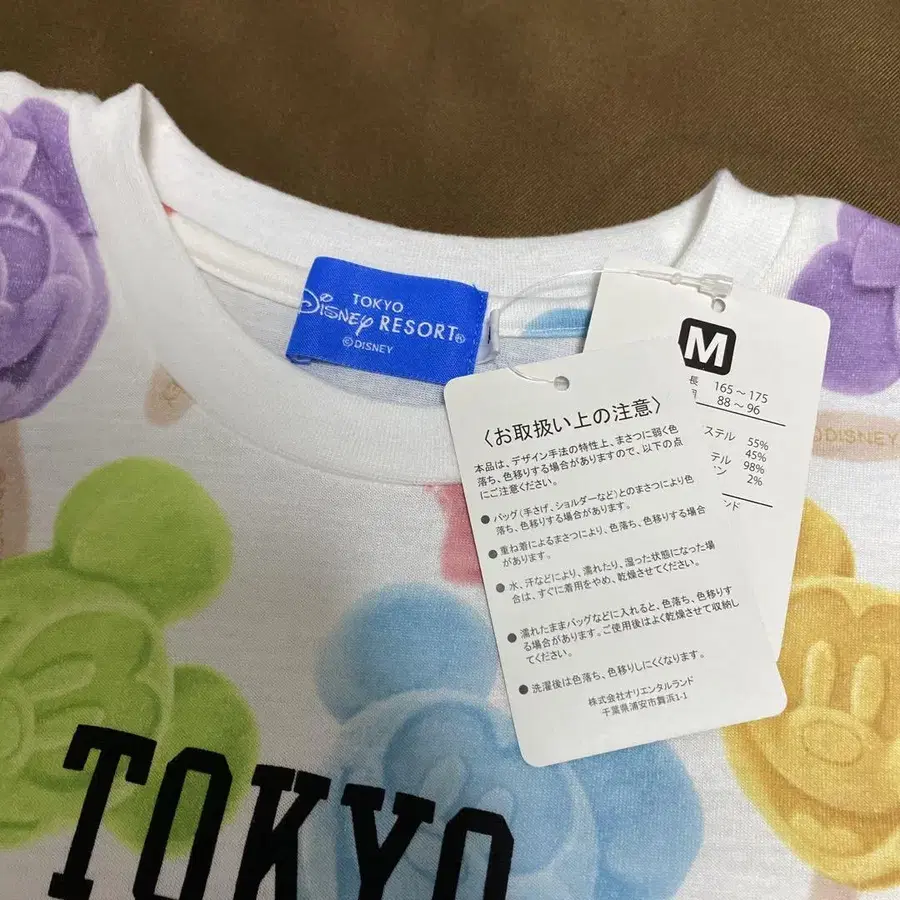 TOKYO
Disney RESORT®
©DISNEY
M
長 165～175
88～96
ステル 55%
45%
テル 98%
ン 2%
ンド
©DISNEY
〈お取扱い上の注意〉
本品は、デザイン手法の特性上、まさつに弱く色
落ち、色移りする場合がありますので、以下の点
にご注意ください。
●バッグ（手さげ、ショルダーなど）とのまさつにより色
落ち、色移りする場合があります。
●重ね着によるまさつにより、色落ち、色移りする場合
があります。
●水、汗などにより、濡れたり、湿った状態になった場
合は、すぐに着用をやめ、乾燥させてください。
●濡れたままバッグなどに入れると、色落ち、色移りす
る場合があります。ご使用後はよく乾燥させて収納し
てください。
●洗濯後は色落ち、色移りしにくくなります。
株式会社オリエンタルランド
千葉県浦安市舞浜1-1
TOKYO